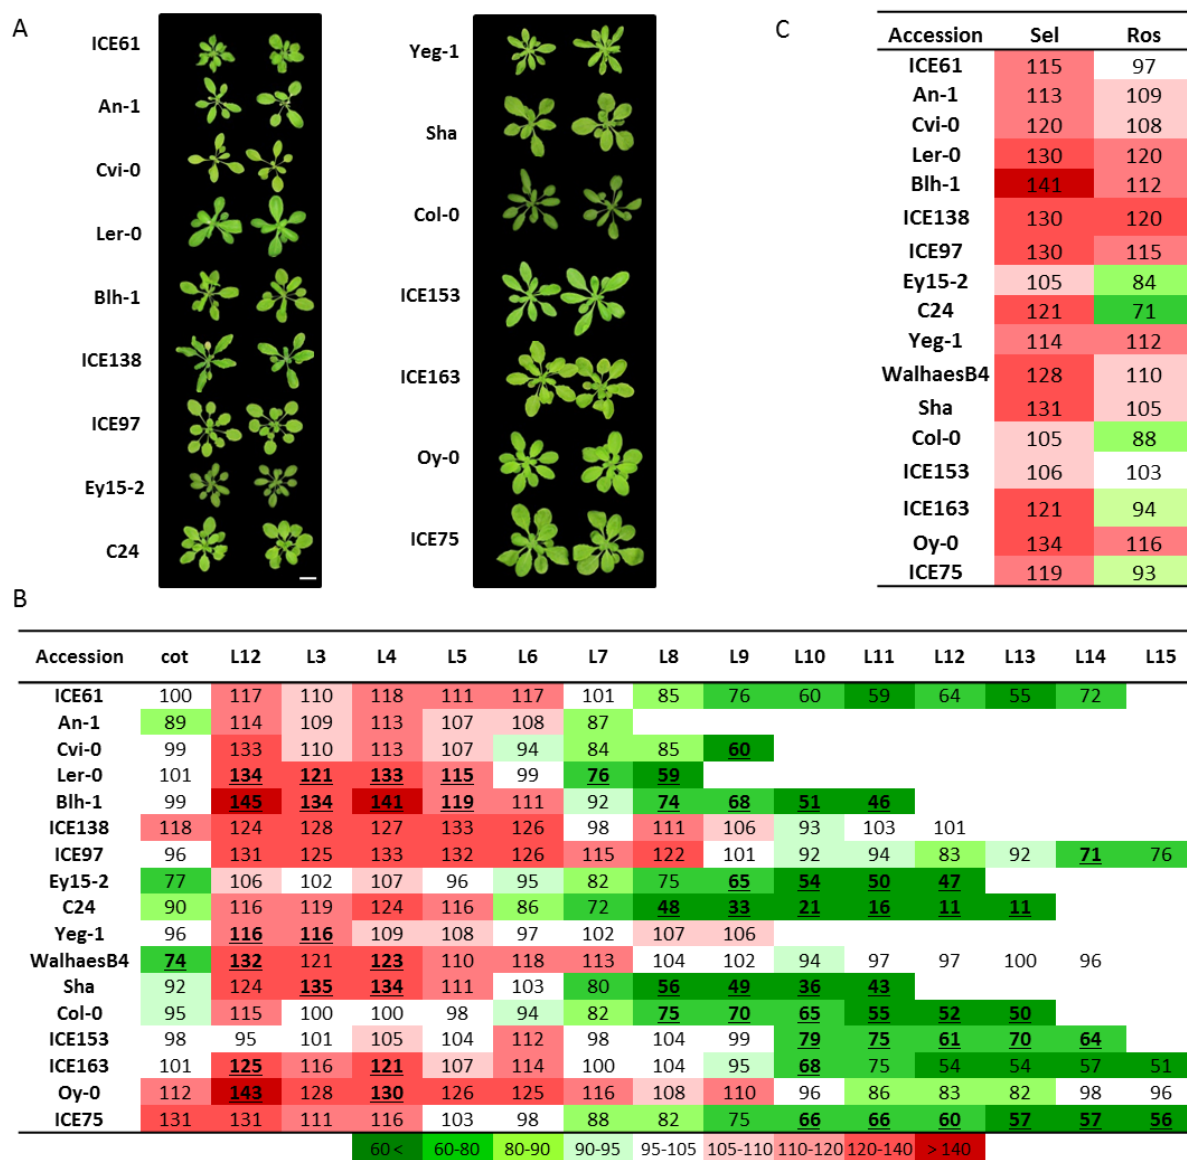 A
ICE61
An-1
Cvi-0
Ler-0
Blh-1
ICE138
ICE97
Ey15-2
C24
Yeg-1
Sha
Col-0
ICE153
ICE163
Oy-0
ICE75
C
Accession Sel Ros
ICE61 115 97
An-1 113 109
Cvi-0 120 108
Ler-0 130 120
Blh-1 141 112
ICE138 130 120
ICE97 130 115
Ey15-2 105 84
C24 121 71
Yeg-1 114 112
WalhaesB4 128 110
Sha 131 105
Col-0 105 88
ICE153 106 103
ICE163 121 94
Oy-0 134 116
ICE75 119 93
B
Accession cot L12 L3 L4 L5 L6 L7 L8 L9 L10 L11 L12 L13 L14 L15
ICE61 100 117 110 118 111 117 101 85 76 60 59 64 55 72
An-1 89 114 109 113 107 108 87
Cvi-0 99 133 110 113 107 94 84 85 60
Ler-0 101 134 121 133 115 99 76 59
Blh-1 99 145 134 141 119 111 92 74 68 51 46
ICE138 118 124 128 127 133 126 98 111 106 93 103 101
ICE97 96 131 125 133 132 126 115 122 101 92 94 83 92 71 76
Ey15-2 77 106 102 107 96 95 82 75 65 54 50 47
C24 90 116 119 124 116 86 72 48 33 21 16 11 11
Yeg-1 96 116 116 109 108 97 102 107 106
WalhaesB4 74 132 121 123 110 118 113 104 102 94 97 97 100 96
Sha 92 124 135 134 111 103 80 56 49 36 43
Col-0 95 115 100 100 98 94 82 75 70 65 55 52 50
ICE153 98 95 101 105 104 112 98 104 99 79 75 61 70 64
ICE163 101 125 116 121 107 114 100 104 95 68 75 54 54 57 51
Oy-0 112 143 128 130 126 125 116 108 110 96 86 83 82 98 96
ICE75 131 131 111 116 103 98 88 82 75 66 66 60 57 57 56
60 < 60-80 80-90 90-95 95-105 105-110 110-120 120-140 > 140